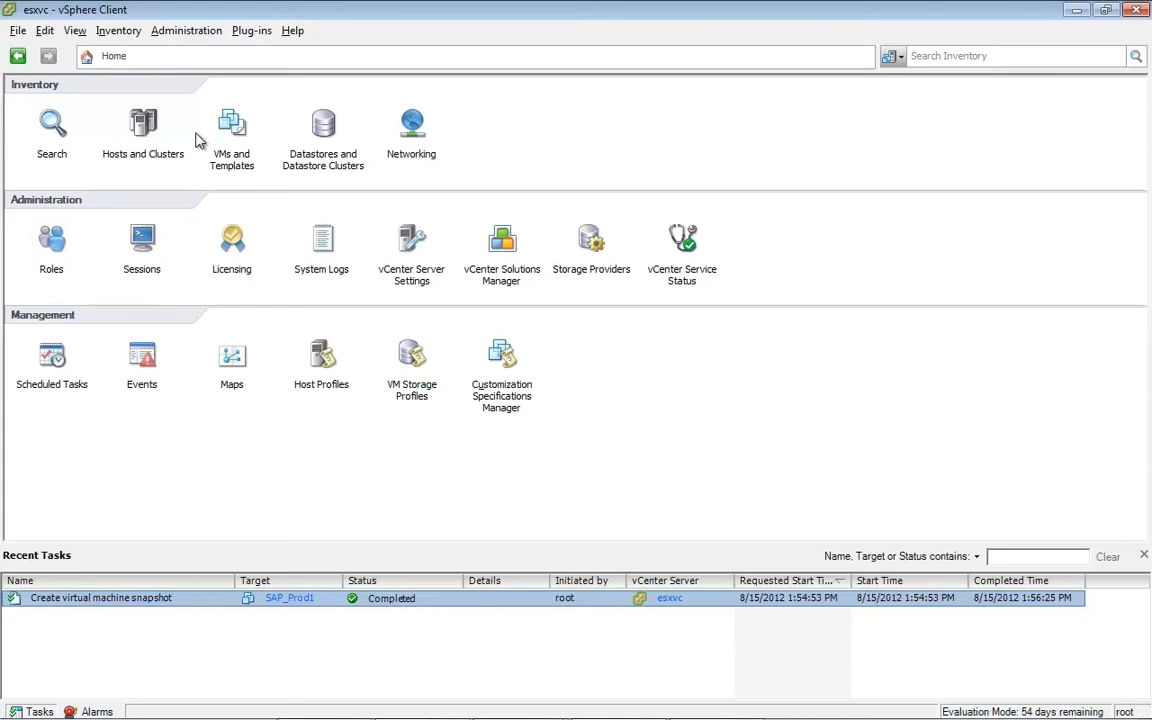 esxvc - vSphere Client
File Edit View Inventory Administration Plug-ins Help
Home
Search Inventory
Inventory
Search
Hosts and Clusters
VMs and
Templates
Datastores and
Datastore Clusters
Networking
Administration
Roles
Sessions
Licensing
System Logs
vCenter Server
Settings
vCenter Solutions
Manager
Storage Providers
vCenter Service
Status
Management
Scheduled Tasks
Events
Maps
Host Profiles
VM Storage
Profiles
Customization
Specifications
Manager
Recent Tasks
Name, Target or Status contains:
Clear
Name Target Status Details Initiated by vCenter Server Requested Start Ti... Start Time Completed Time
Create virtual machine snapshot SAP_Prod1 Completed root esxvc 8/15/2012 1:54:53 PM 8/15/2012 1:54:53 PM 8/15/2012 1:56:25 PM
Tasks Alarms Evaluation Mode: 54 days remaining root